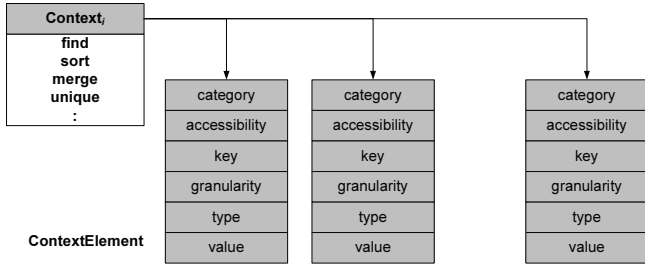 Contextᵢ
find
sort
merge
unique
:
category
accessibility
key
granularity
type
value
category
accessibility
key
granularity
type
value
category
accessibility
key
granularity
type
value
ContextElement